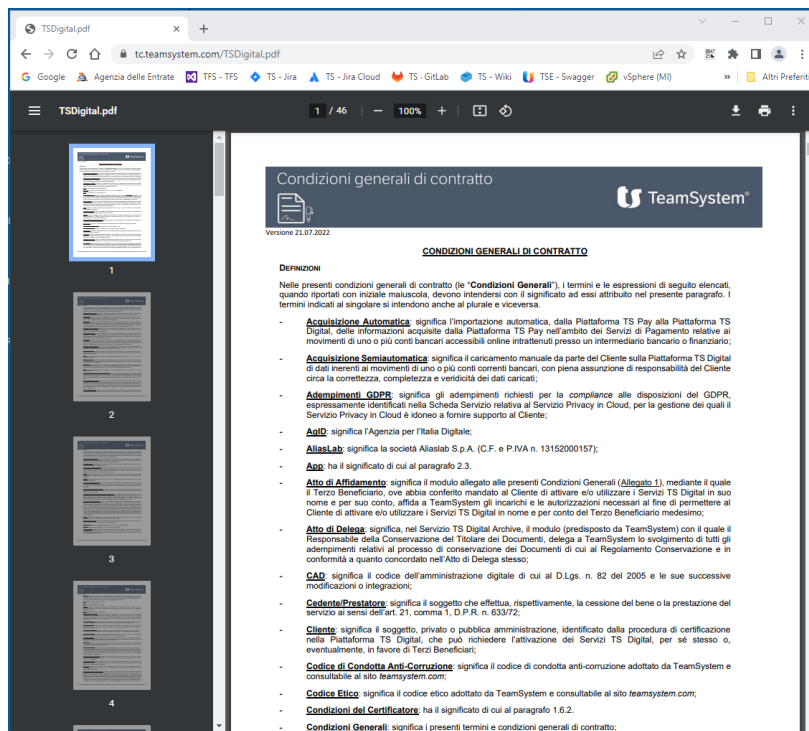 TSDigital.pdf
tc.teamsystem.com/TSDigital.pdf
Google Agenzia delle Entrate TFS - TFS TS - Jira TS - Jira Cloud TS - GitLab TS - Wiki TSE - Swagger vSphere (MI) » Altri Preferiti
TSDigital.pdf 1 / 46 100%
1
2
3
4
Condizioni generali di contratto
TeamSystem®
Versione 21.07.2022
CONDIZIONI GENERALI DI CONTRATTO
DEFINIZIONI
Nelle presenti condizioni generali di contratto (le “Condizioni Generali”), i termini e le espressioni di seguito elencati,
quando riportati con iniziale maiuscola, devono intendersi con il significato ad essi attribuito nel presente paragrafo. I
termini indicati al singolare si intendono anche al plurale e viceversa.
- Acquisizione Automatica: significa l’importazione automatica, dalla Piattaforma TS Pay alla Piattaforma TS
Digital, delle informazioni acquisite dalla Piattaforma TS Pay nell’ambito dei Servizi di Pagamento relative ai
movimenti di uno o più conti bancari accessibili online intrattenuti presso un intermediario bancario o finanziario;
- Acquisizione Semiautomatica: significa il caricamento manuale da parte del Cliente sulla Piattaforma TS Digital
di dati inerenti ai movimenti di uno o più conti correnti bancari, con piena assunzione di responsabilità del Cliente
circa la correttezza, completezza e veridicità dei dati caricati;
- Adempimenti GDPR: significa gli adempimenti richiesti per la compliance alle disposizioni del GDPR,
espressamente identificati nella Scheda Servizio relativa al Servizio Privacy in Cloud, per la gestione dei quali il
Servizio Privacy in Cloud è idoneo a fornire supporto al Cliente;
- AgID: significa l’Agenzia per l’Italia Digitale;
- AliasLab: significa la società Aliaslab S.p.A. (C.F. e P.IVA n. 13152000157);
- App: ha il significato di cui al paragrafo 2.3.
- Atto di Affidamento: significa il modulo allegato alle presenti Condizioni Generali (Allegato 1), mediante il quale
il Terzo Beneficiario, ove abbia conferito mandato al Cliente di attivare e/o utilizzare i Servizi TS Digital in suo
nome e per suo conto, affida a TeamSystem gli incarichi e le autorizzazioni necessari al fine di permettere al
Cliente di attivare e/o utilizzare i Servizi TS Digital in nome e per conto del Terzo Beneficiario medesimo;
- Atto di Delega: significa, nel Servizio TS Digital Archive, il modulo (predisposto da TeamSystem) con il quale il
Responsabile della Conservazione del Titolare dei Documenti, delega a TeamSystem lo svolgimento di tutti gli
adempimenti relativi al processo di conservazione dei Documenti di cui al Regolamento Conservazione e in
conformità a quanto concordato nell’Atto di Delega stesso;
- CAD: significa il codice dell’amministrazione digitale di cui al D.Lgs. n. 82 del 2005 e le sue successive
modificazioni o integrazioni;
- Cedente/Prestatore: significa il soggetto che effettua, rispettivamente, la cessione del bene o la prestazione del
servizio ai sensi dell’art. 21, comma 1, D.P.R. n. 633/72;
- Cliente: significa il soggetto, privato o pubblica amministrazione, identificato dalla procedura di certificazione
nella Piattaforma TS Digital, che può richiedere l’attivazione dei Servizi TS Digital, per sé stesso o,
eventualmente, in favore di Terzi Beneficiari;
- Codice di Condotta Anti-Corruzione: significa il codice di condotta anti-corruzione adottato da TeamSystem e
consultabile al sito teamsystem.com;
- Codice Etico: significa il codice etico adottato da TeamSystem e consultabile al sito teamsystem.com;
- Condizioni del Certificatore: ha il significato di cui al paragrafo 1.6.2.
- Condizioni Generali: significa i presenti termini e condizioni generali di contratto;